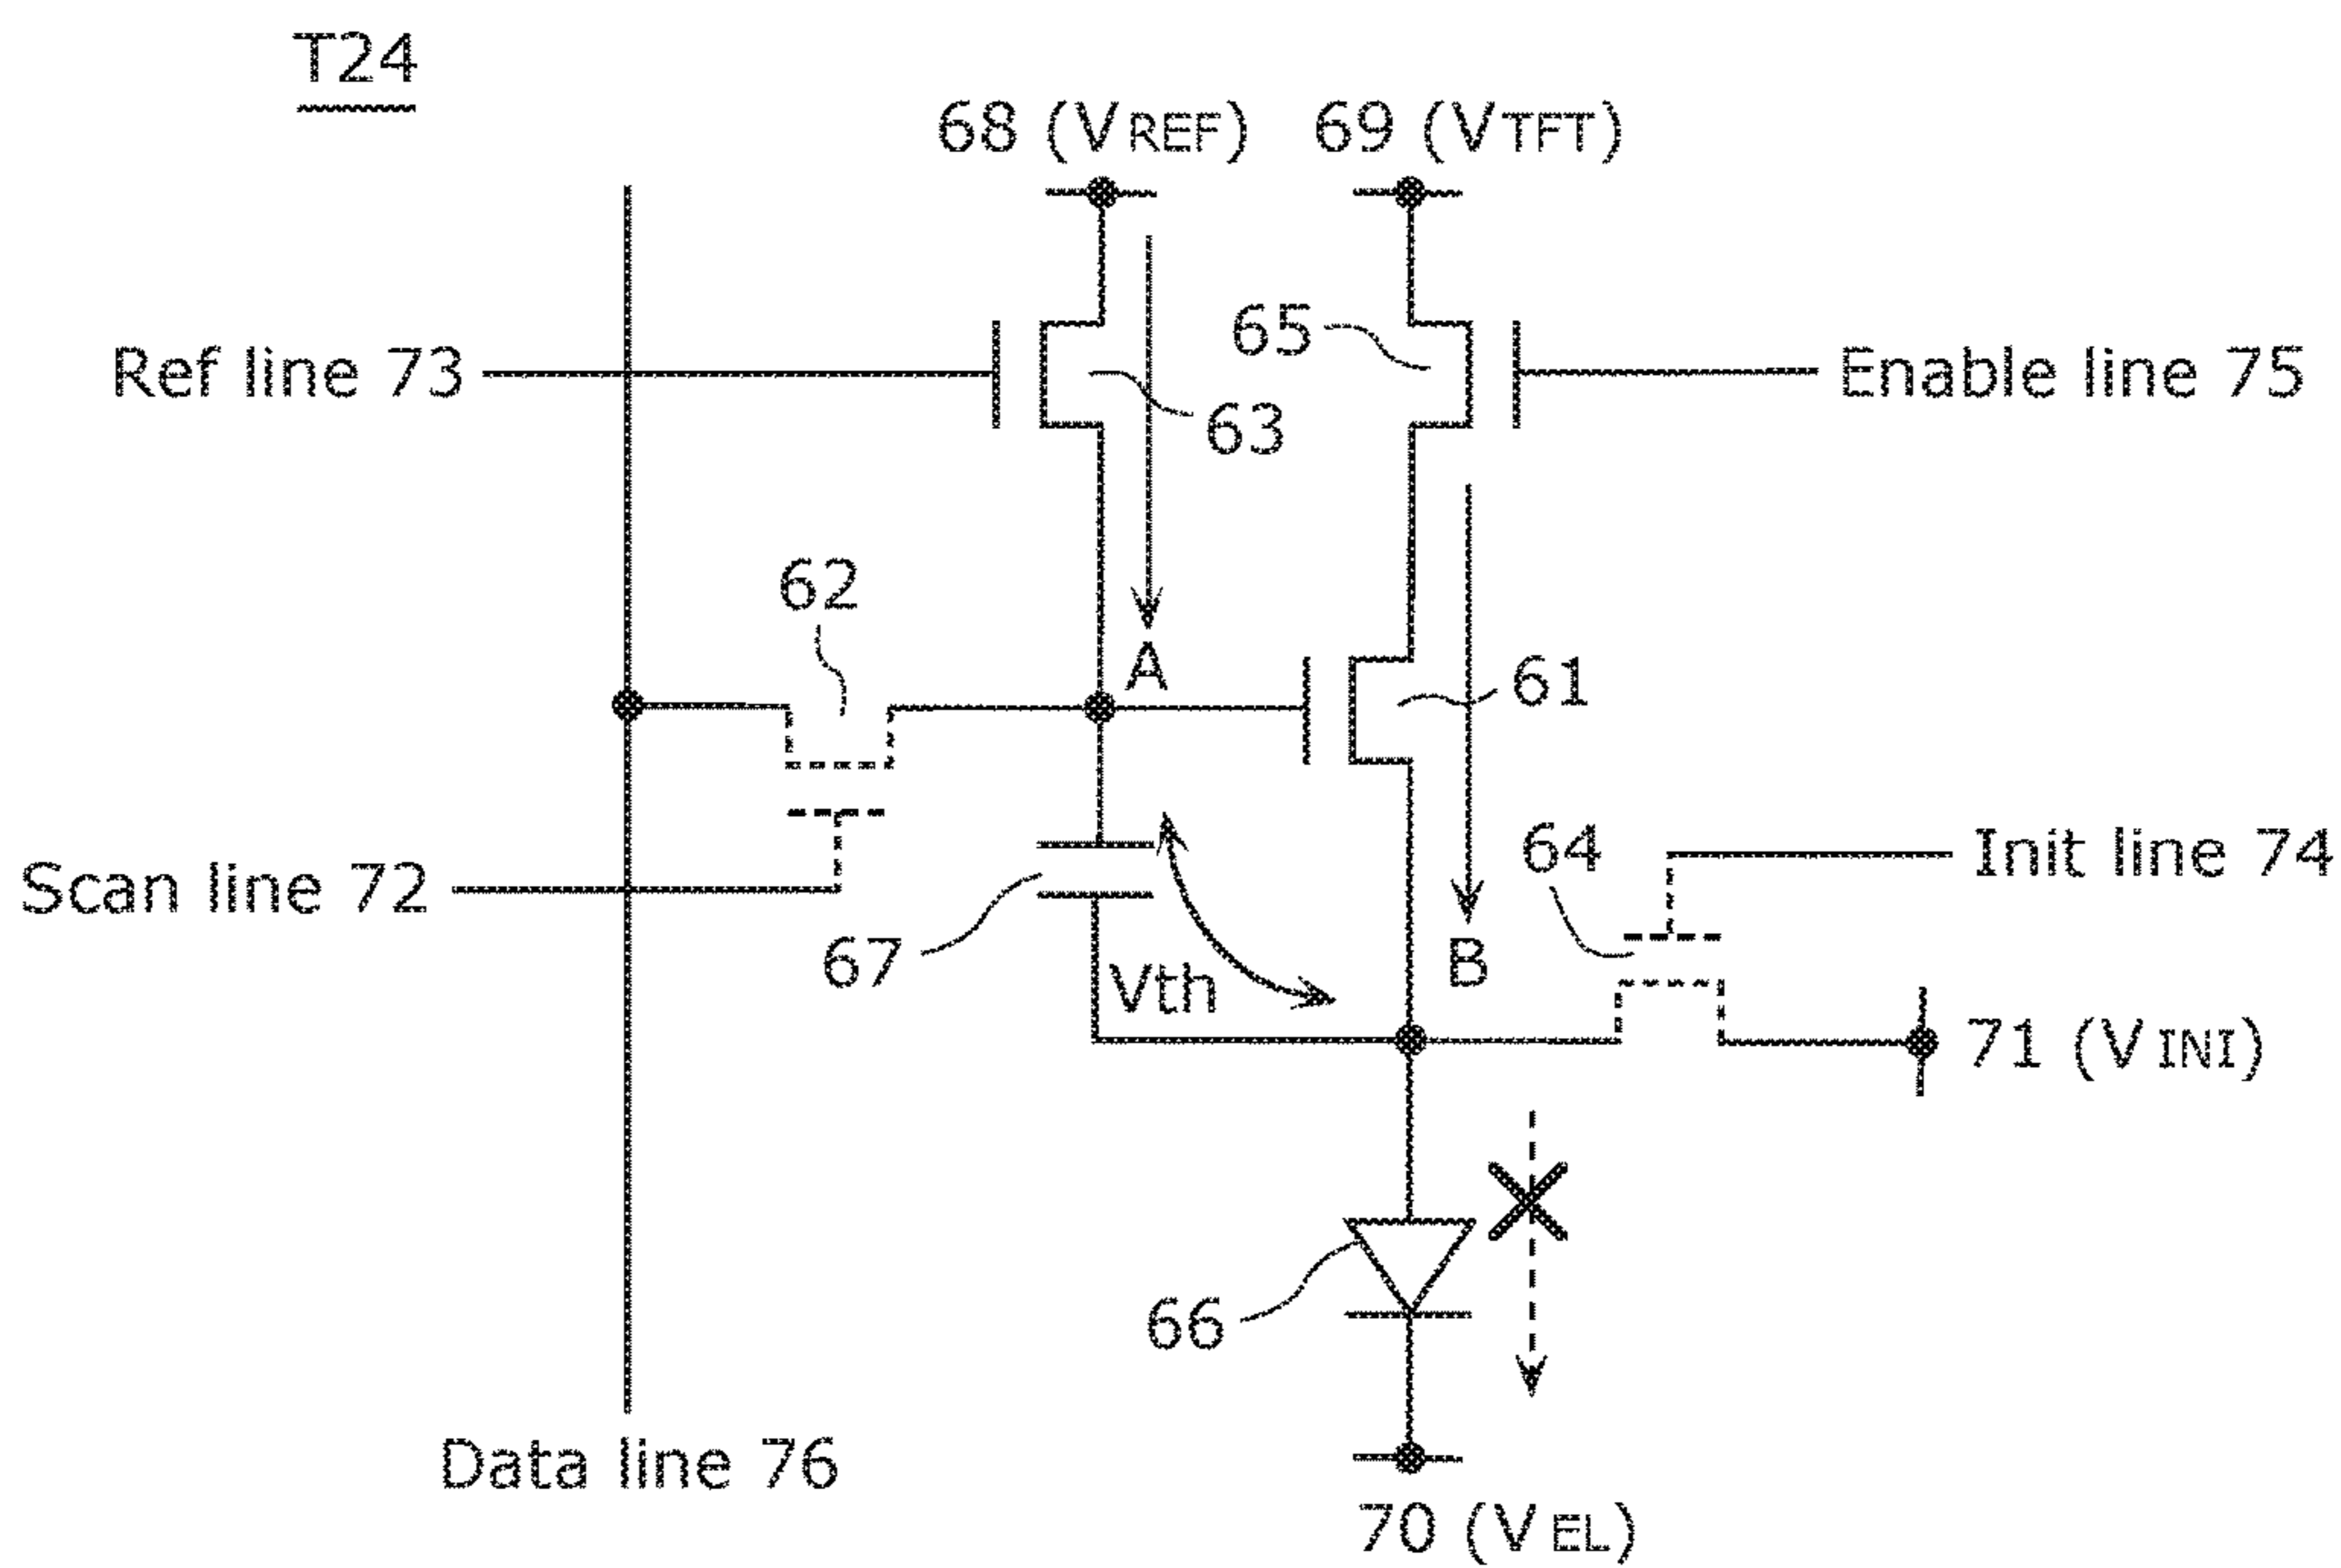 T24
68 (VREF)
69 (VTFT)
Ref line 73
65
Enable line 75
63
62
A
61
Scan line 72
67
Vth
B
64
Init line 74
71 (VINI)
66
Data line 76
70 (VEL)